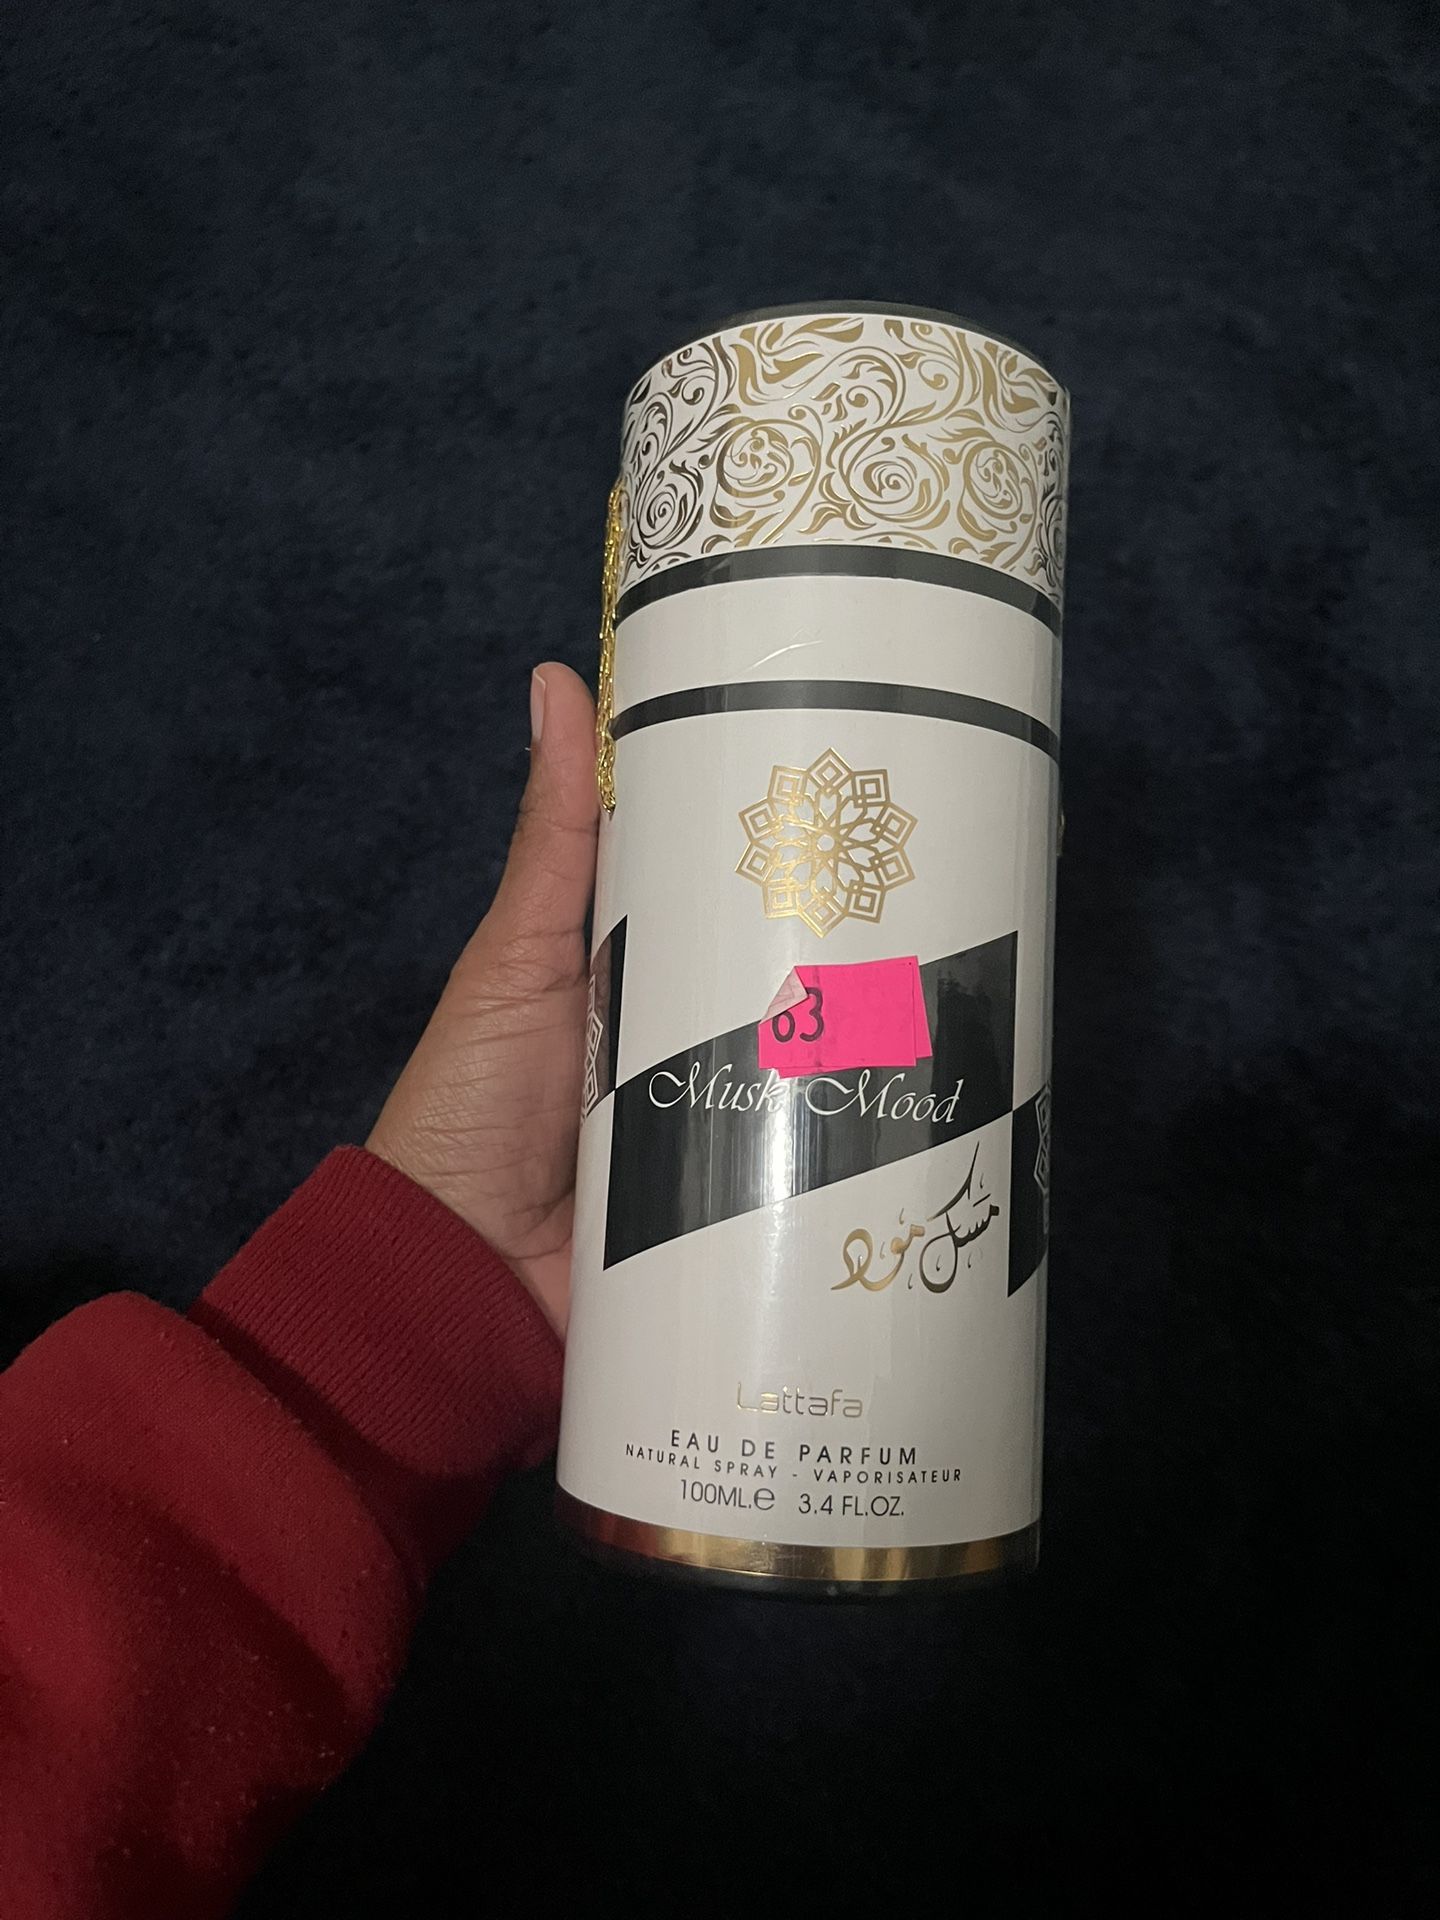 63
Musk Mood
مسك مود
Lattafa
EAU DE PARFUM
NATURAL SPRAY - VAPORISATEUR
100ML.e 3.4 FL.OZ.